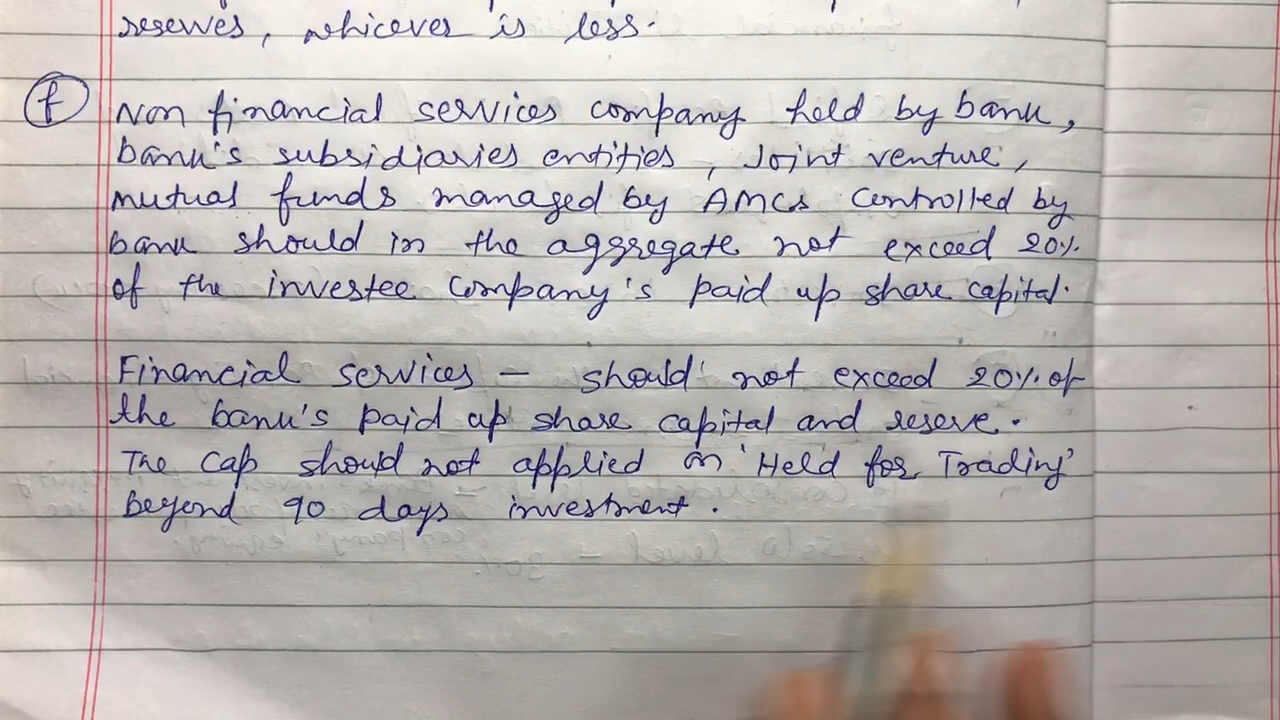 reserves, whicever is less.
f
Non financial services company held by bank,
bank's subsidiaries entities, Joint venture,
mutual funds managed by AMCs Controlled by
bank should in the aggregate not exceed 20%
of the investee Company's paid up share capital.
Financial services - should not exceed 20% of
the bank's paid up share capital and reserve.
The cap should not applied on 'Held for Trading'
beyond 90 days investment.